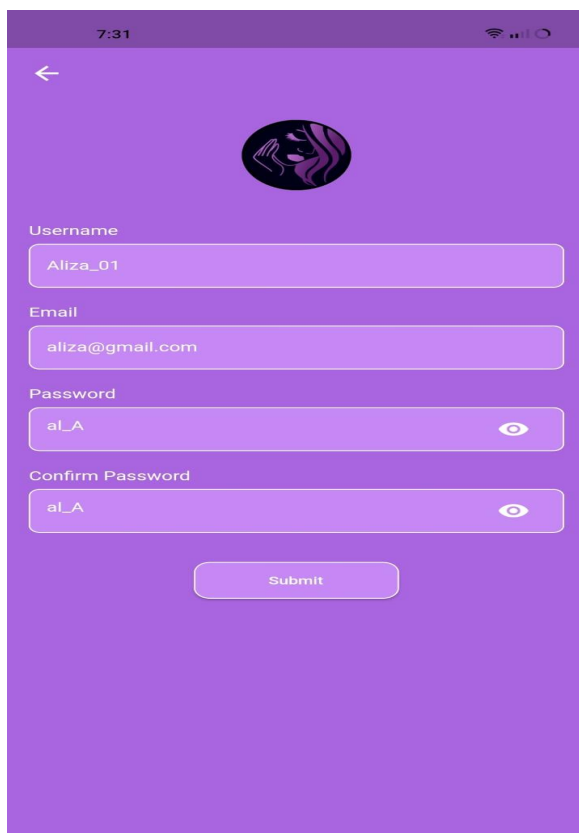 7:31
Username
Aliza_01
Email
aliza@gmail.com
Password
al_A
Confirm Password
al_A
Submit